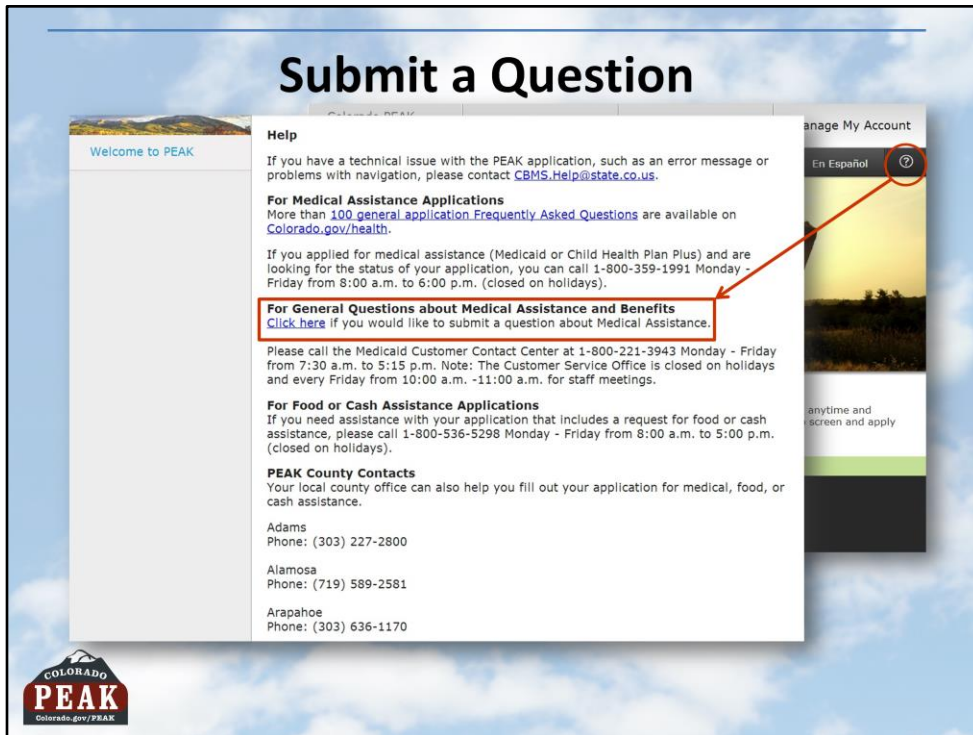 Submit a Question
Colorado PEAK
anage My Account
En Español
?
Welcome to PEAK
Help
If you have a technical issue with the PEAK application, such as an error message or
problems with navigation, please contact CBMS.Help@state.co.us.
For Medical Assistance Applications
More than 100 general application Frequently Asked Questions are available on
Colorado.gov/health.
If you applied for medical assistance (Medicaid or Child Health Plan Plus) and are
looking for the status of your application, you can call 1-800-359-1991 Monday -
Friday from 8:00 a.m. to 6:00 p.m. (closed on holidays).
For General Questions about Medical Assistance and Benefits
Click here if you would like to submit a question about Medical Assistance.
Please call the Medicaid Customer Contact Center at 1-800-221-3943 Monday - Friday
from 7:30 a.m. to 5:15 p.m. Note: The Customer Service Office is closed on holidays
and every Friday from 10:00 a.m. -11:00 a.m. for staff meetings.
For Food or Cash Assistance Applications
If you need assistance with your application that includes a request for food or cash
assistance, please call 1-800-536-5298 Monday - Friday from 8:00 a.m. to 5:00 p.m.
(closed on holidays).
PEAK County Contacts
Your local county office can also help you fill out your application for medical, food, or
cash assistance.
Adams
Phone: (303) 227-2800
Alamosa
Phone: (719) 589-2581
Arapahoe
Phone: (303) 636-1170
anytime and
screen and apply
COLORADO
PEAK
Colorado.gov/PEAK